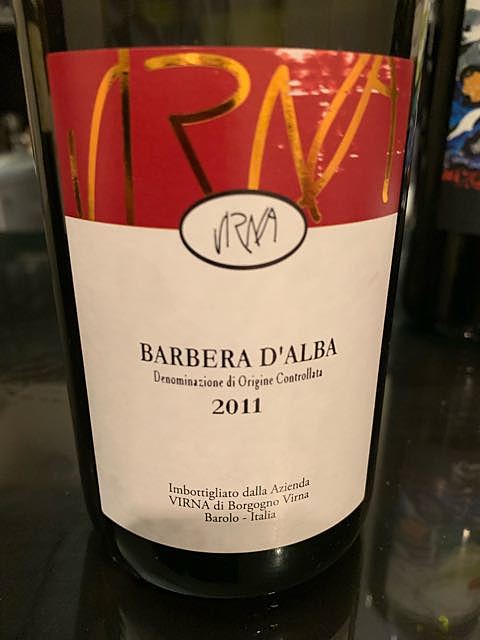 VIRNA
VIRNA
BARBERA D'ALBA
Denominazione di Origine Controllata
2011
Imbottigliato dalla Azienda
VIRNA di Borgogno Virna
Barolo - Italia